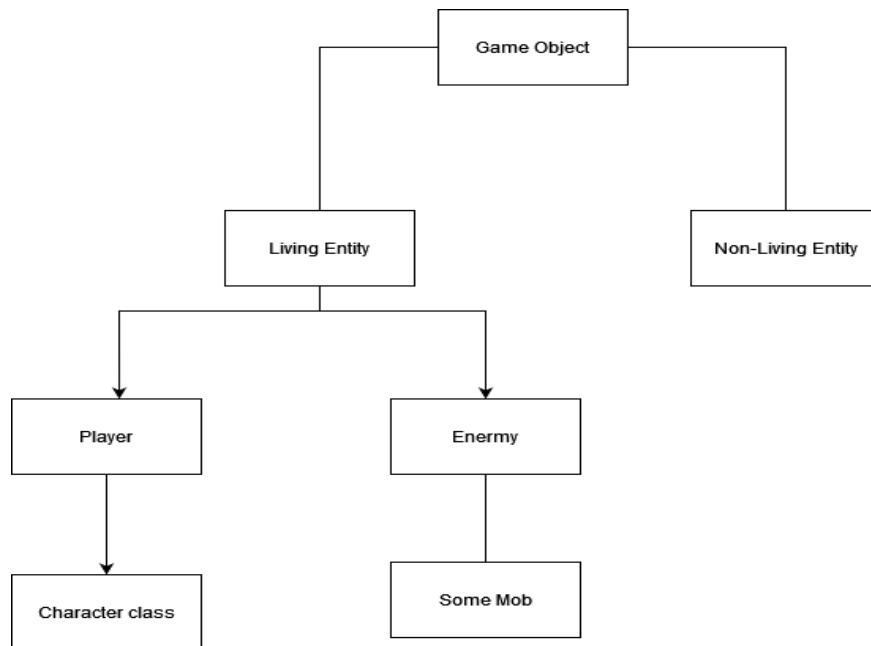 Game Object
Living Entity
Non-Living Entity
Player
Enermy
Character class
Some Mob